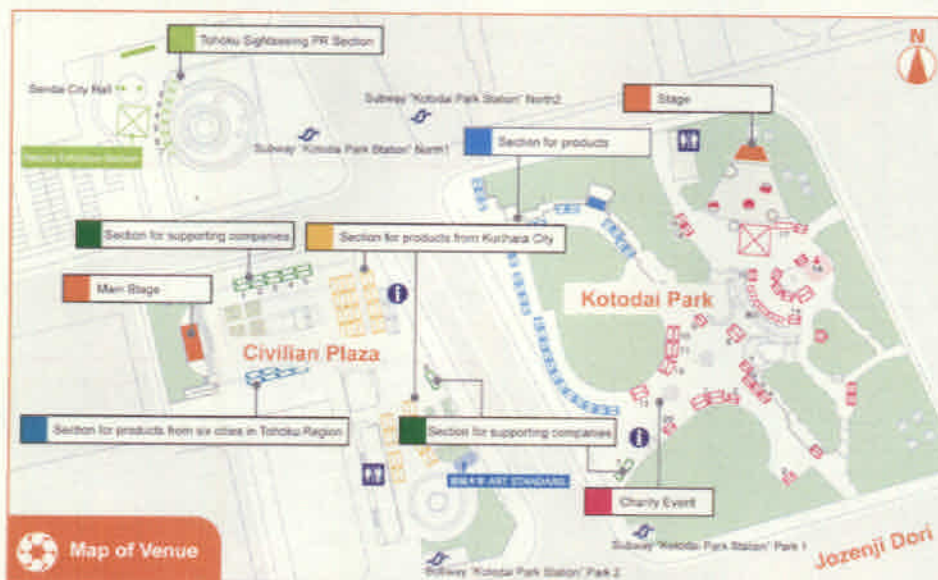 Tohoku Sightseeing PR Section
N
Sendai City Hall
Subway "Kotodai Park Station" North2
Stage
Subway "Kotodai Park Station" North1
Section for products
Section for supporting companies
Section for products from Kurihara City
Main Stage
Kotodai Park
Civilian Plaza
Section for products from six cities in Tohoku Region
Section for supporting companies
ART STANDARD
Charity Event
Map of Venue
Subway "Kotodai Park Station" Park 1
Jozenji Dori
Subway "Kotodai Park Station" Park 2